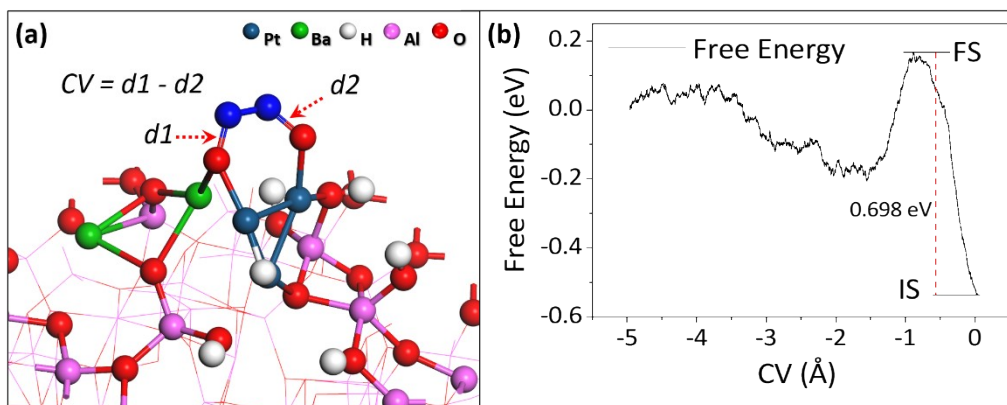 (a)
Pt Ba H Al O
CV = d1 - d2
d1
d2
(b)
Free Energy
FS
0.698 eV
IS
Free Energy (eV)
0.2
0.0
-0.2
-0.4
-0.6
-5 -4 -3 -2 -1 0
CV (Å)